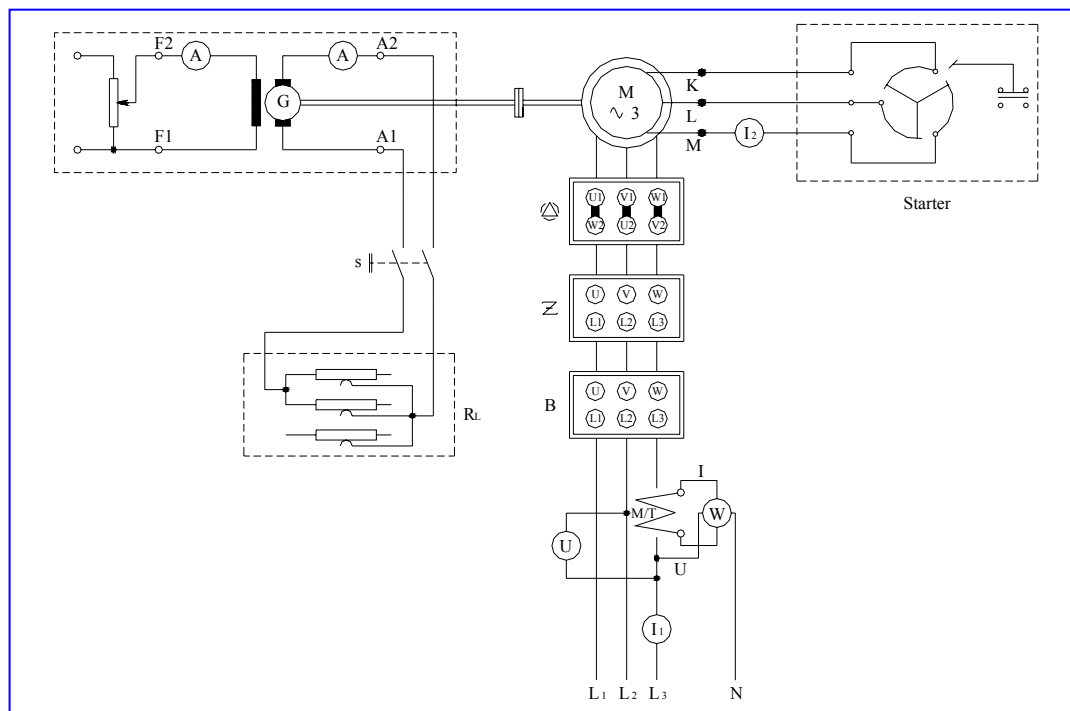 F2 A A A2
G
F1 A1
M
3
K
L
M I2
Starter
U1 V1 W1
W2 U2 V2
S
U V W
L1 L2 L3
RL
B
U V W
L1 L2 L3
I
M/T W
U
U
I1
L1 L2 L3 N